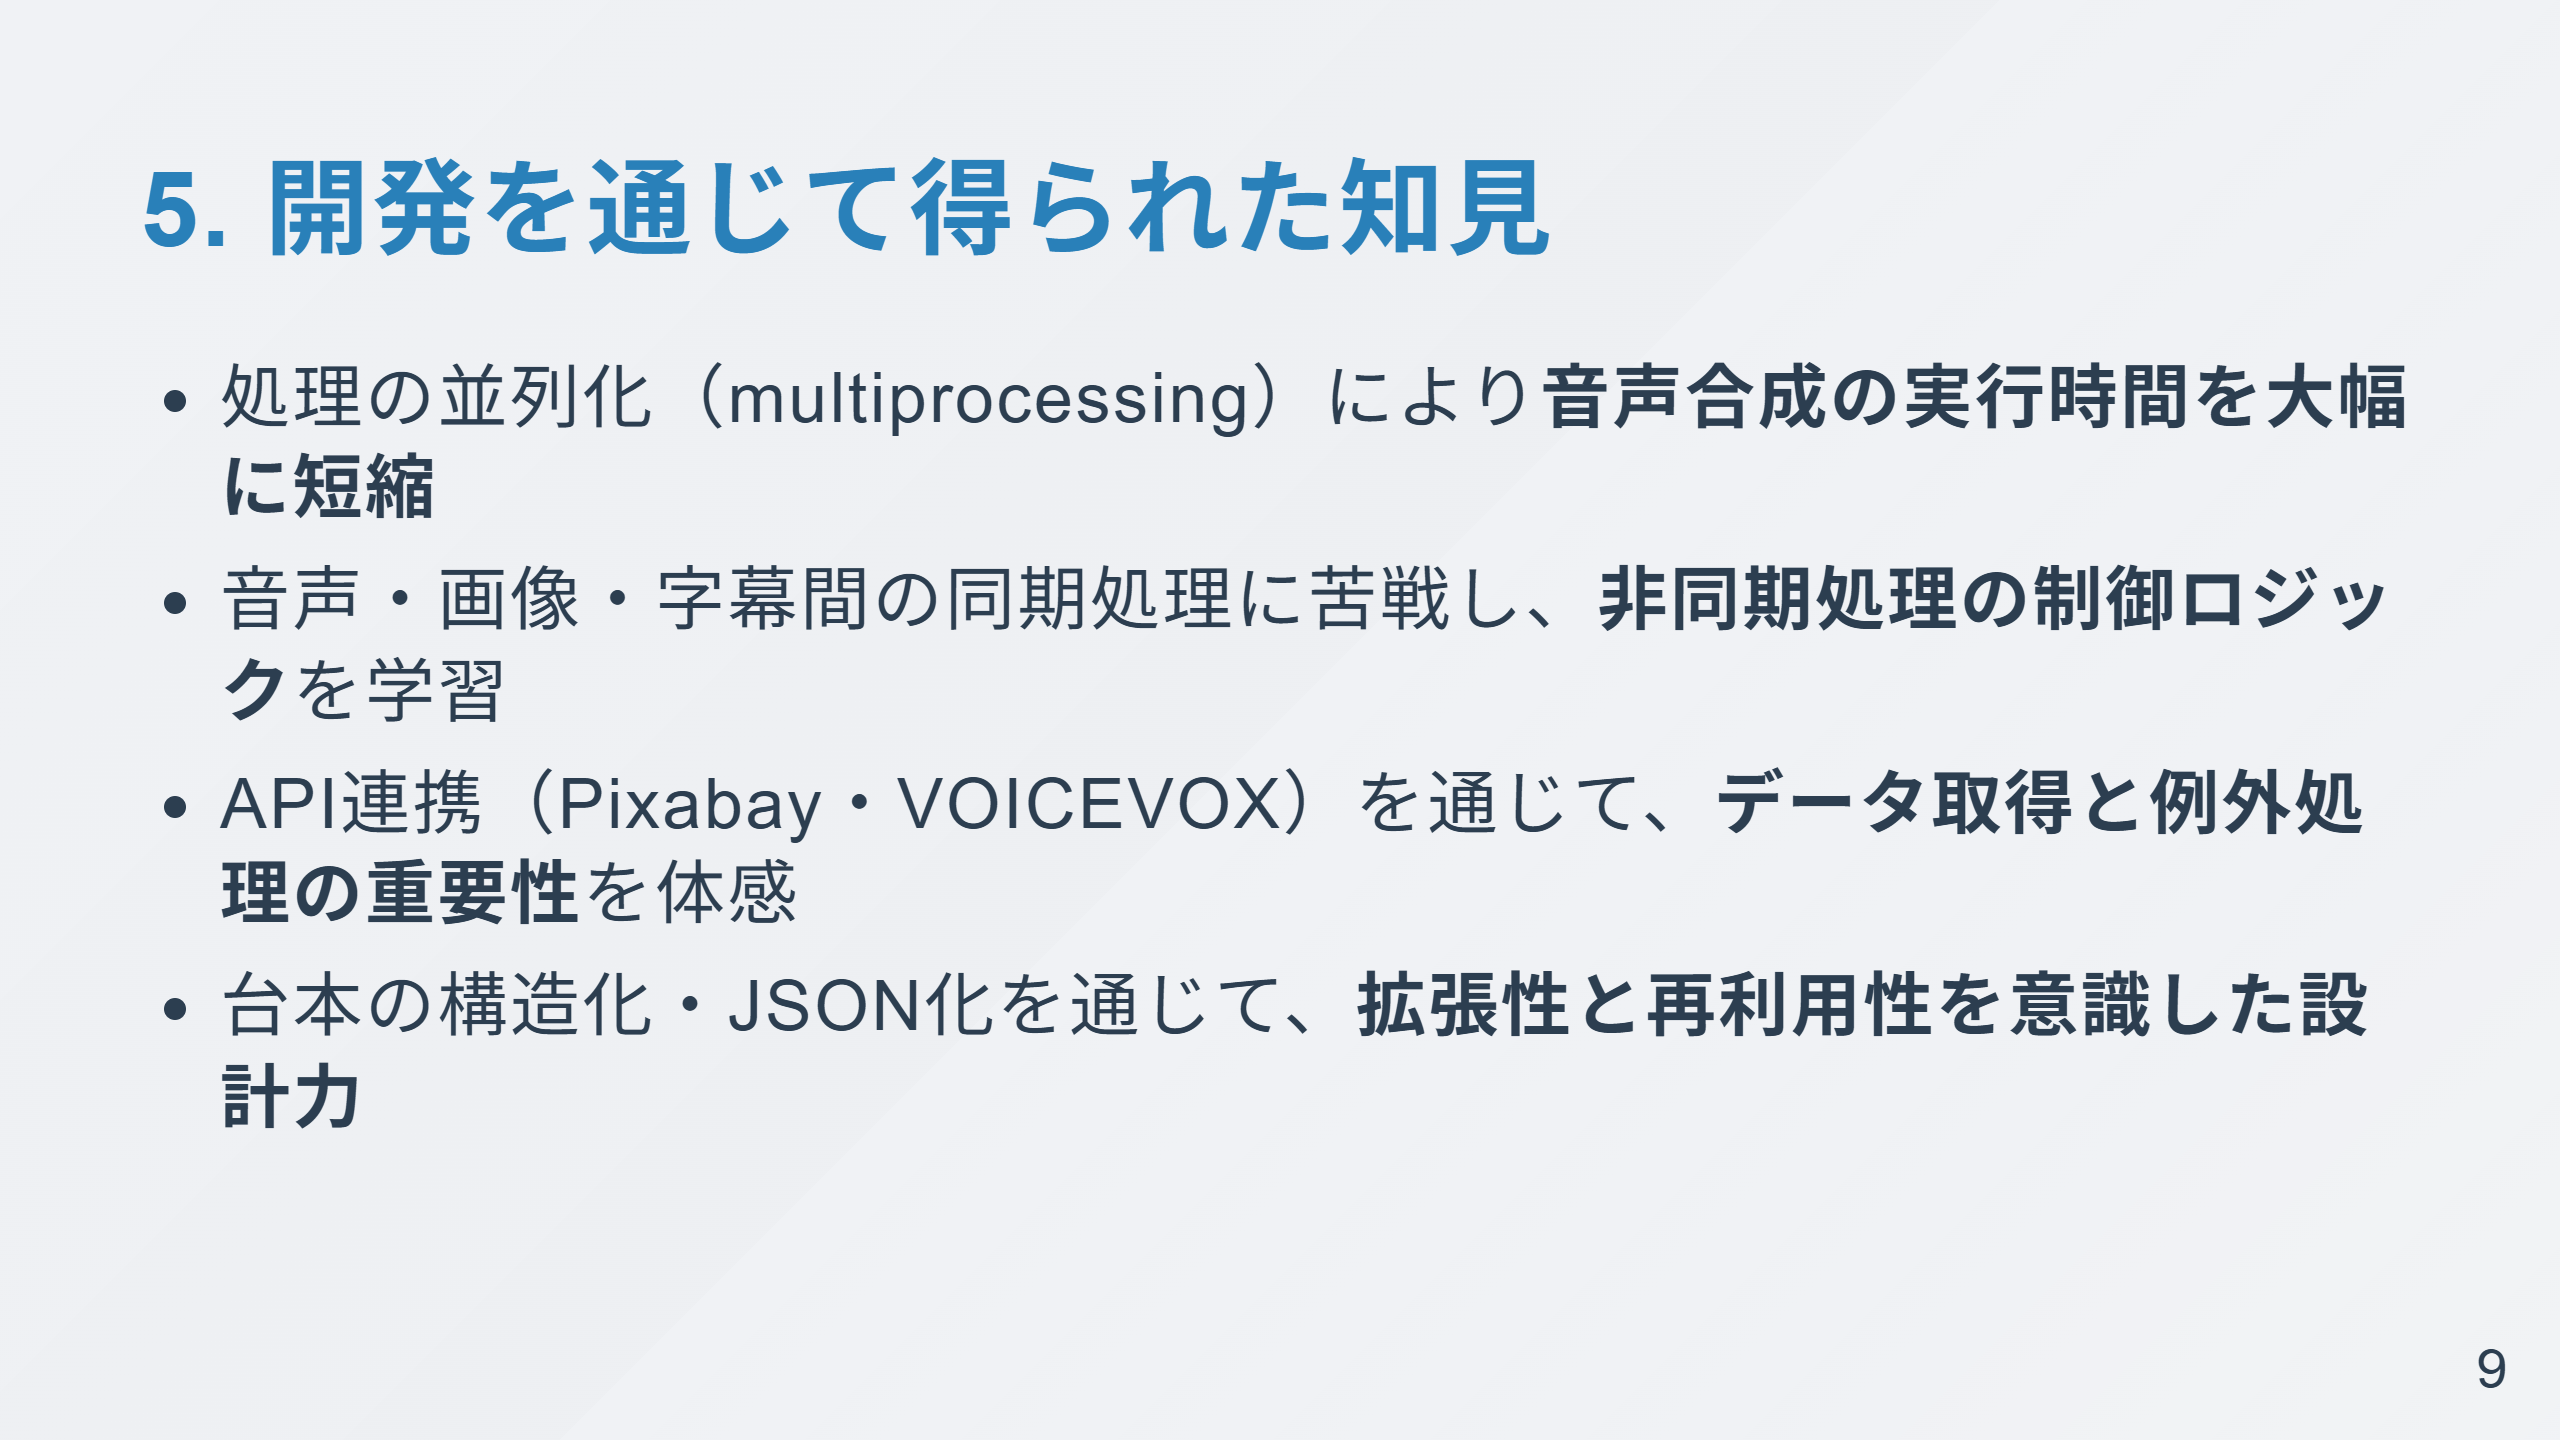 5. 開発を通じて得られた知見
• 処理の並列化（multiprocessing）により音声合成の実行時間を大幅
に短縮
• 音声・画像・字幕間の同期処理に苦戦し、非同期処理の制御ロジッ
クを学習
• API連携（Pixabay・VOICEVOX）を通じて、データ取得と例外処
理の重要性を体感
• 台本の構造化・JSON化を通じて、拡張性と再利用性を意識した設
計力
9